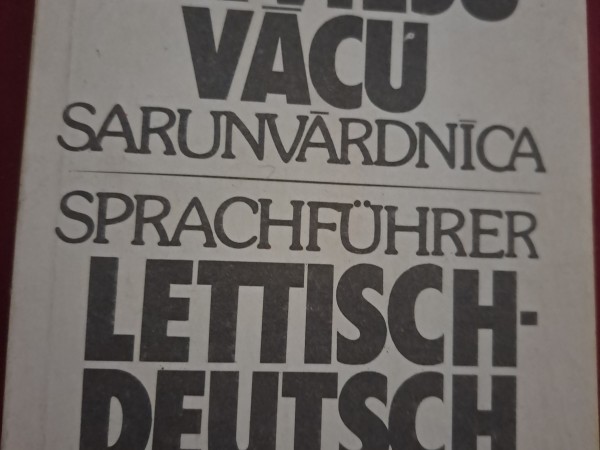 VĀCU
SARUNVĀRDNĪCA
SPRACHFÜHRER
LETTISCH-
DEUTSCH